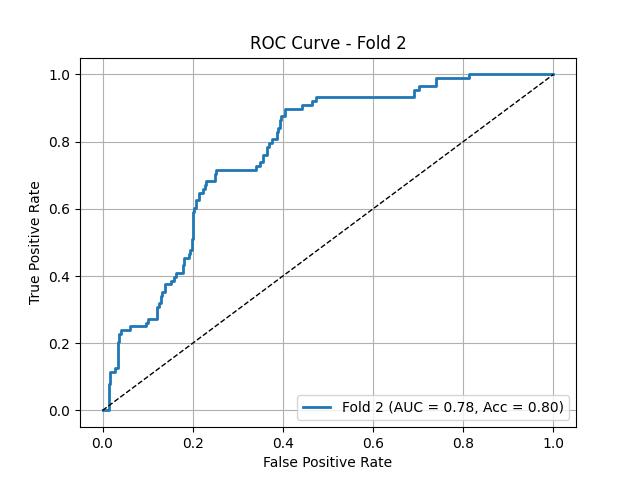 ROC Curve - Fold 2
True Positive Rate
1.0
0.8
0.6
0.4
0.2
0.0
Fold 2 (AUC = 0.78, Acc = 0.80)
0.0 0.2 0.4 0.6 0.8 1.0
False Positive Rate